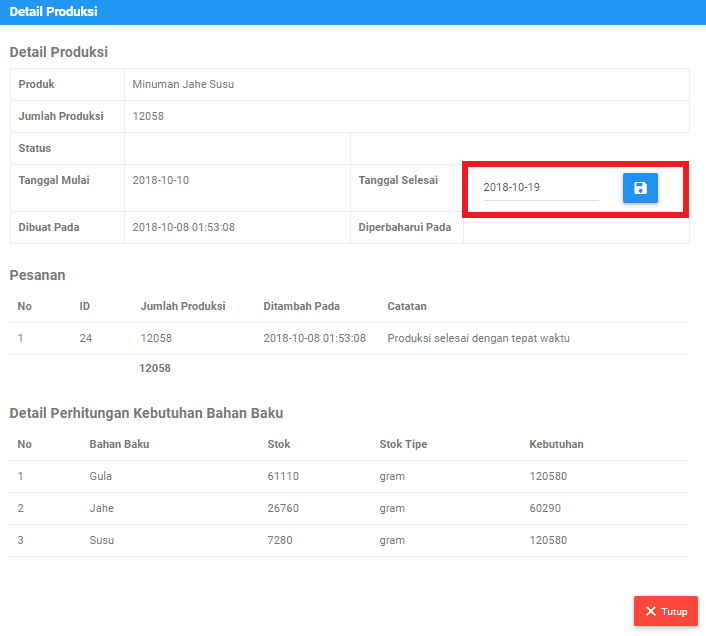 Detail Produksi
Detail Produksi
Produk Minuman Jahe Susu
Jumlah Produksi 12058
Status
Tanggal Mulai 2018-10-10 Tanggal Selesai 2018-10-19
Dibuat Pada 2018-10-08 01:53:08 Diperbaharui Pada
Pesanan
No ID Jumlah Produksi Ditambah Pada Catatan
1 24 12058 2018-10-08 01:53:08 Produksi selesai dengan tepat waktu
12058
Detail Perhitungan Kebutuhan Bahan Baku
No Bahan Baku Stok Stok Tipe Kebutuhan
1 Gula 61110 gram 120580
2 Jahe 26760 gram 60290
3 Susu 7280 gram 120580
Tutup